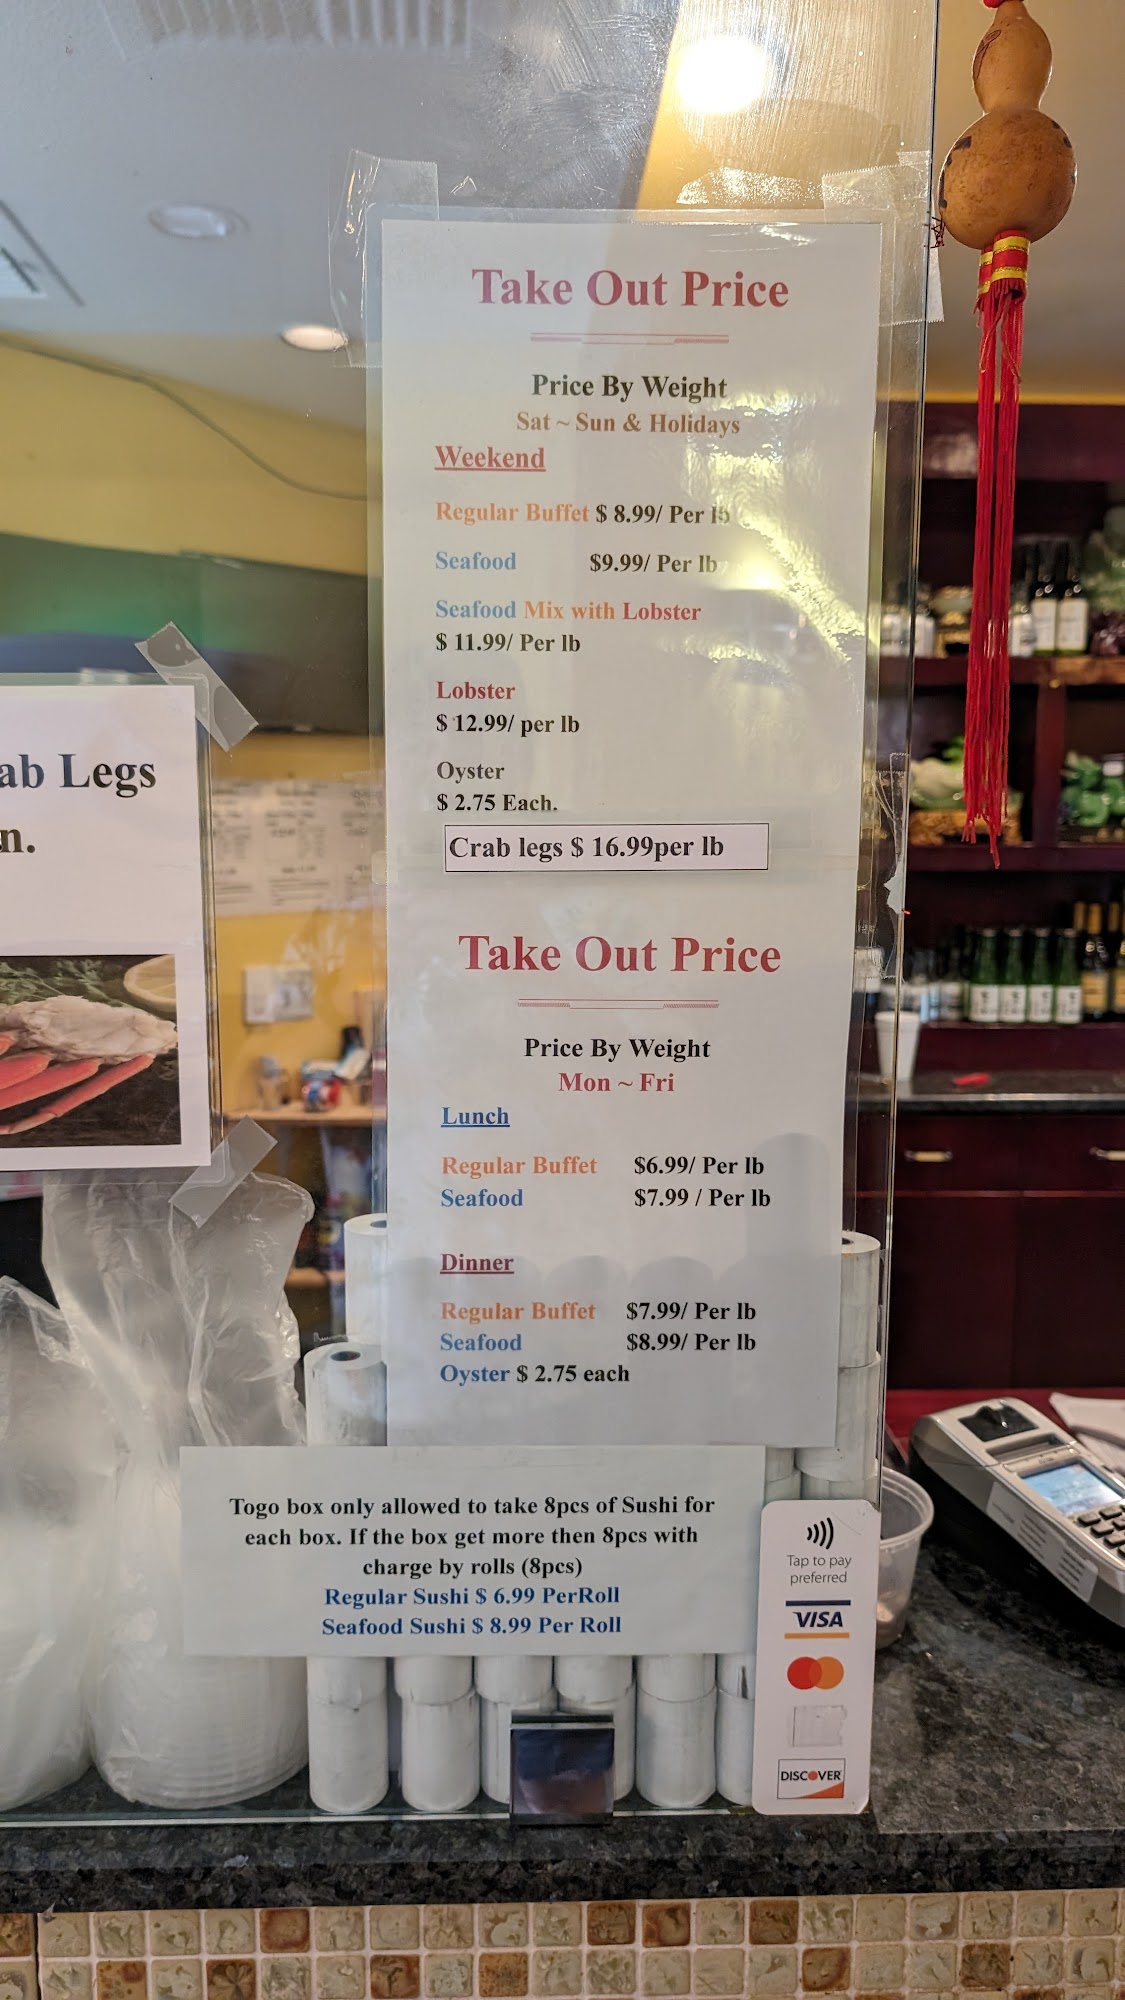 Take Out Price
Price By Weight
Sat ~ Sun & Holidays
Weekend
Regular Buffet $ 8.99/ Per lb
Seafood $9.99/ Per lb
Seafood Mix with Lobster
$ 11.99/ Per lb
Lobster
$ 12.99/ per lb
Oyster
$ 2.75 Each.
Crab legs $ 16.99per lb
Take Out Price
Price By Weight
Mon ~ Fri
Lunch
Regular Buffet $6.99/ Per lb
Seafood $7.99 / Per lb
Dinner
Regular Buffet $7.99/ Per lb
Seafood $8.99/ Per lb
Oyster $ 2.75 each
Togo box only allowed to take 8pcs of Sushi for
each box. If the box get more then 8pcs with
charge by rolls (8pcs)
Regular Sushi $ 6.99 PerRoll
Seafood Sushi $ 8.99 Per Roll
Tap to pay
preferred
VISA
DISCOVER
ab Legs
n.